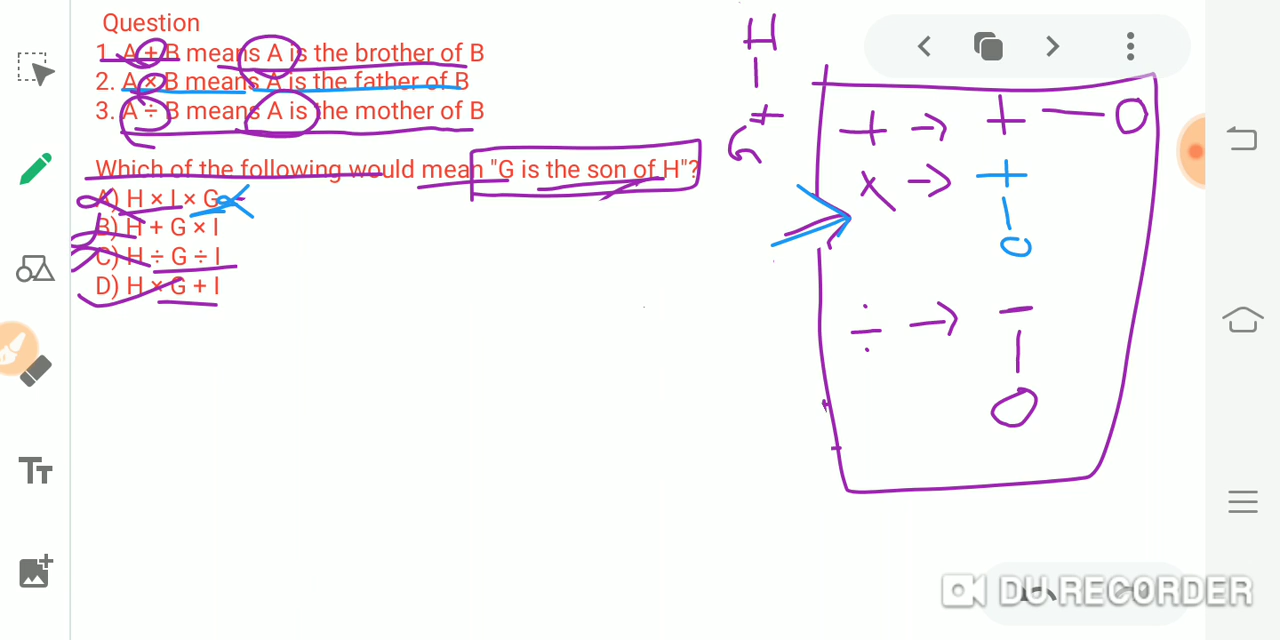 Question
1. A + B means A is the brother of B
2. A × B means A is the father of B
3. A ÷ B means A is the mother of B
Which of the following would mean "G is the son of H"?
A) H × I × G
B) H + G × I
C) H ÷ G ÷ I
D) H × G + I
H
+
G
+ → + — O
× → +
O
÷ → –
O
Tт
DU RECORDER